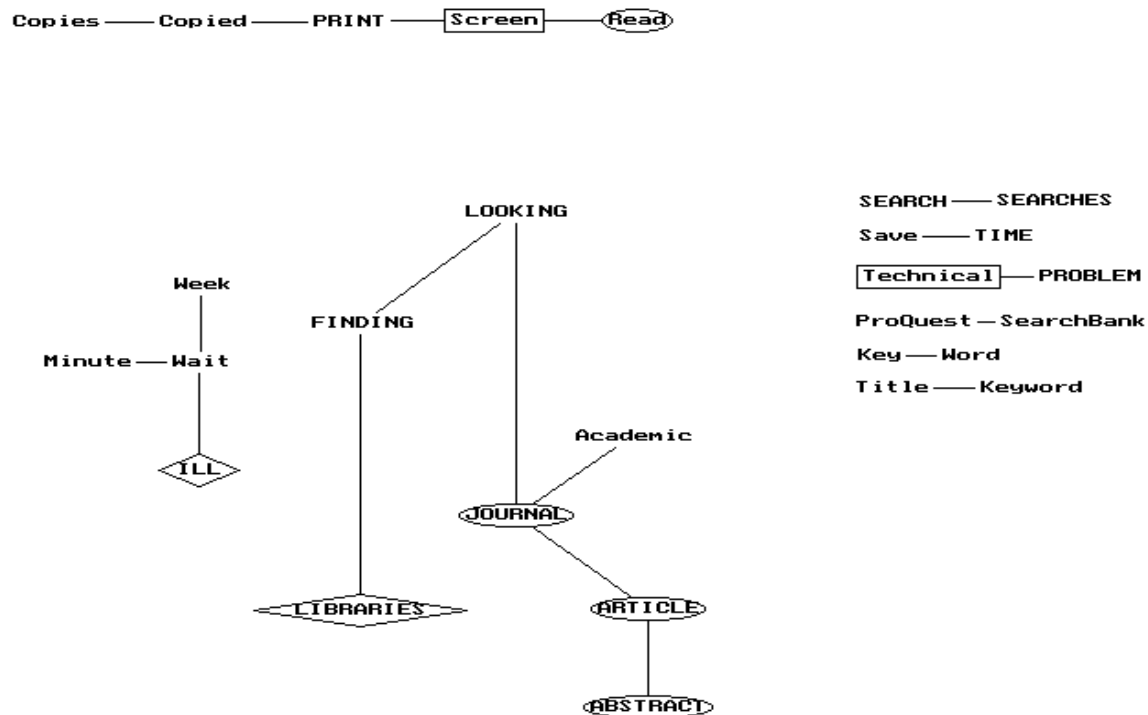 Copies Copied PRINT Screen Read
LOOKING
SEARCH SEARCHES
Save TIME
Week
Technical PROBLEM
FINDING
ProQuest SearchBank
Minute Wait
Key Word
Title Keyword
Academic
ILL
JOURNAL
LIBRARIES
ARTICLE
ABSTRACT